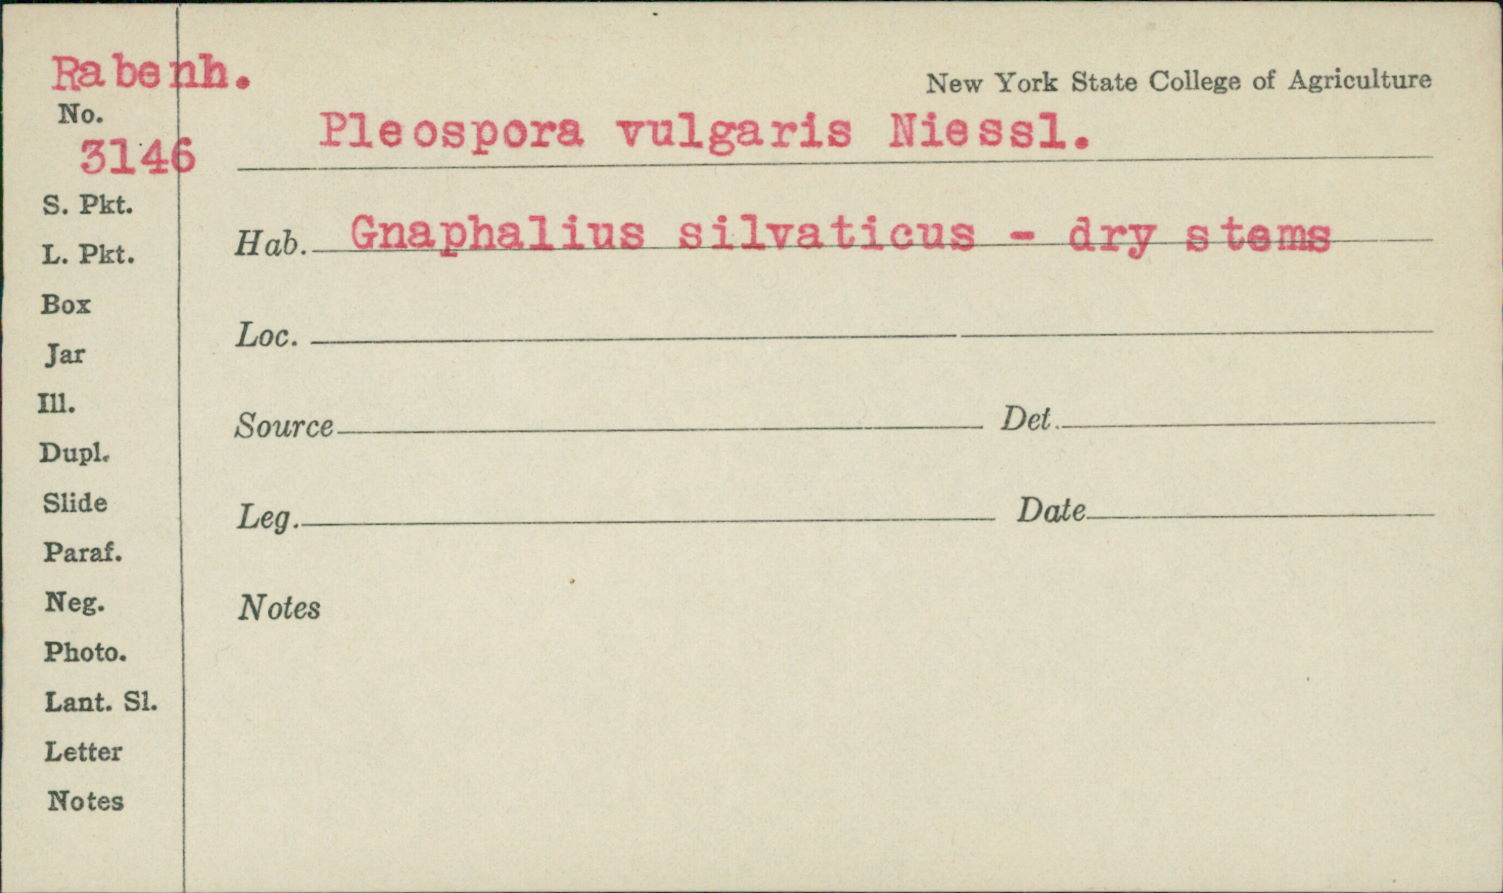 Rabenh.
New York State College of Agriculture
No.
3146
Pleospora vulgaris Niessl.
S. Pkt.
Hab. Gnaphalius silvaticus - dry stems
L. Pkt.
Box
Loc.
Jar
Ill.
Source Det.
Dupl.
Slide
Leg. Date
Paraf.
Neg.
Notes
Photo.
Lant. Sl.
Letter
Notes